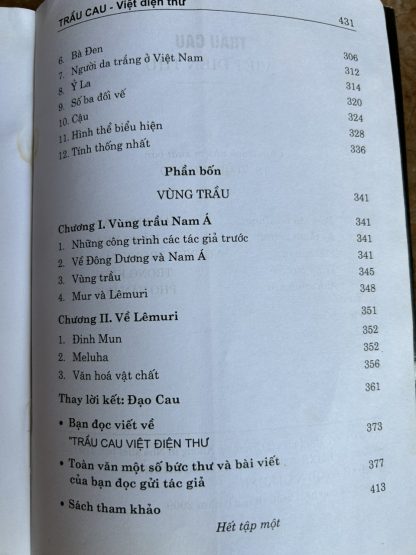 TRẦU CAU - Việt điện thư 431
6. Bà Đen 306
7. Người da trắng ở Việt Nam 312
8. Ỷ La 314
9. Số ba đổi vế 320
10. Cậu 324
11. Hình thể biểu hiện 328
12. Tính thống nhất 336
Phần bốn
VÙNG TRẦU 341
Chương I. Vùng trầu Nam Á 341
1. Những công trình các tác giả trước 341
2. Về Đông Dương và Nam Á 341
3. Vùng trầu 345
4. Mur và Lêmuri 348
Chương II. Về Lêmuri 351
1. Đinh Mun 352
2. Meluha 352
3. Văn hoá vật chất 356
Thay lời kết: Đạo Cau 361
• Bạn đọc viết về
"TRẦU CAU VIỆT ĐIỆN THƯ 373
• Toàn văn một số bức thư và bài viết
của bạn đọc gửi tác giả 377
• Sách tham khảo 413
Hết tập một